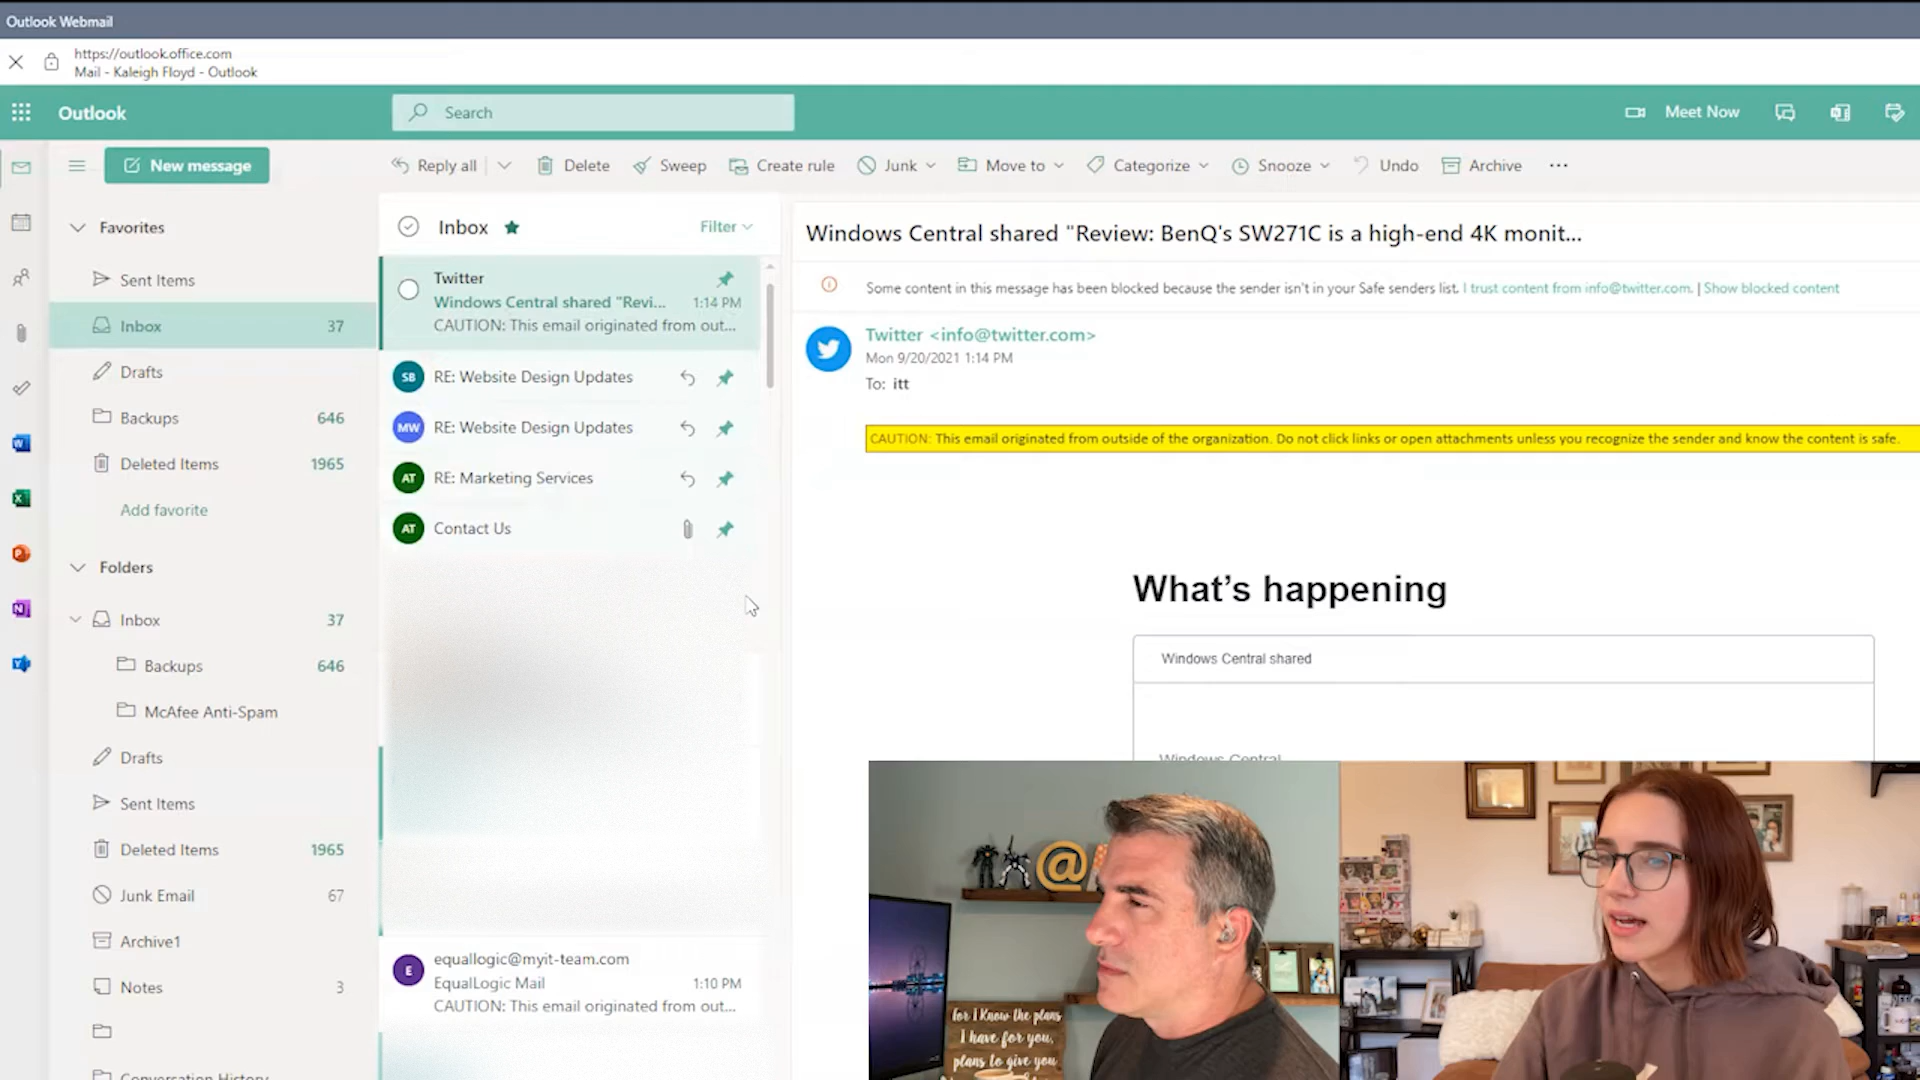 Outlook Webmail
https://outlook.office.com
Mail - Kaleigh Floyd - Outlook
Outlook
Search
Meet Now
New message
Reply all
Delete
Sweep
Create rule
Junk
Move to
Categorize
Snooze
Undo
Archive
Favorites
Sent Items
Inbox 37
Drafts
Backups 646
Deleted Items 1965
Add favorite
Folders
Inbox 37
Backups 646
McAfee Anti-Spam
Drafts
Sent Items
Deleted Items 1965
Junk Email 67
Archive1
Notes 3
Conversation History
Inbox
Filter
Twitter
Windows Central shared "Revi... 1:14 PM
CAUTION: This email originated from out...
SB RE: Website Design Updates
MW RE: Website Design Updates
AT RE: Marketing Services
AT Contact Us
E equallogic@myit-team.com
EqualLogic Mail 1:10 PM
CAUTION: This email originated from out...
Windows Central shared "Review: BenQ's SW271C is a high-end 4K monit...
Some content in this message has been blocked because the sender isn't in your Safe senders list. I trust content from info@twitter.com. | Show blocked content
Twitter <info@twitter.com>
Mon 9/20/2021 1:14 PM
To: itt
CAUTION: This email originated from outside of the organization. Do not click links or open attachments unless you recognize the sender and know the content is safe.
What's happening
Windows Central shared
Windows Central
@
for I know the plans
I have for you,
plans to give you